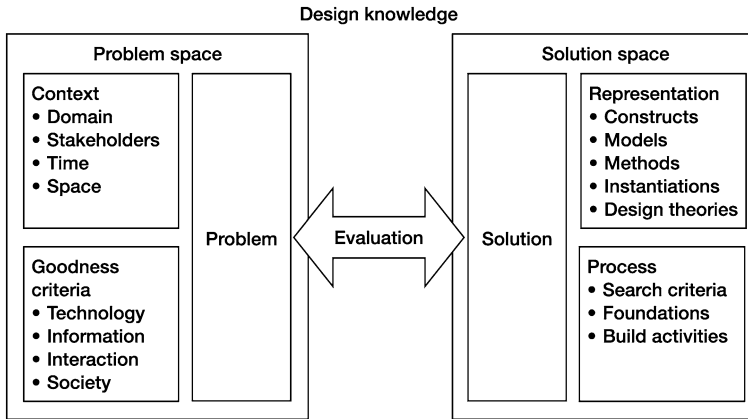 Design knowledge
Problem space
Context
• Domain
• Stakeholders
• Time
• Space
Goodness
criteria
• Technology
• Information
• Interaction
• Society
Problem
Evaluation
Solution space
Solution
Representation
• Constructs
• Models
• Methods
• Instantiations
• Design theories
Process
• Search criteria
• Foundations
• Build activities